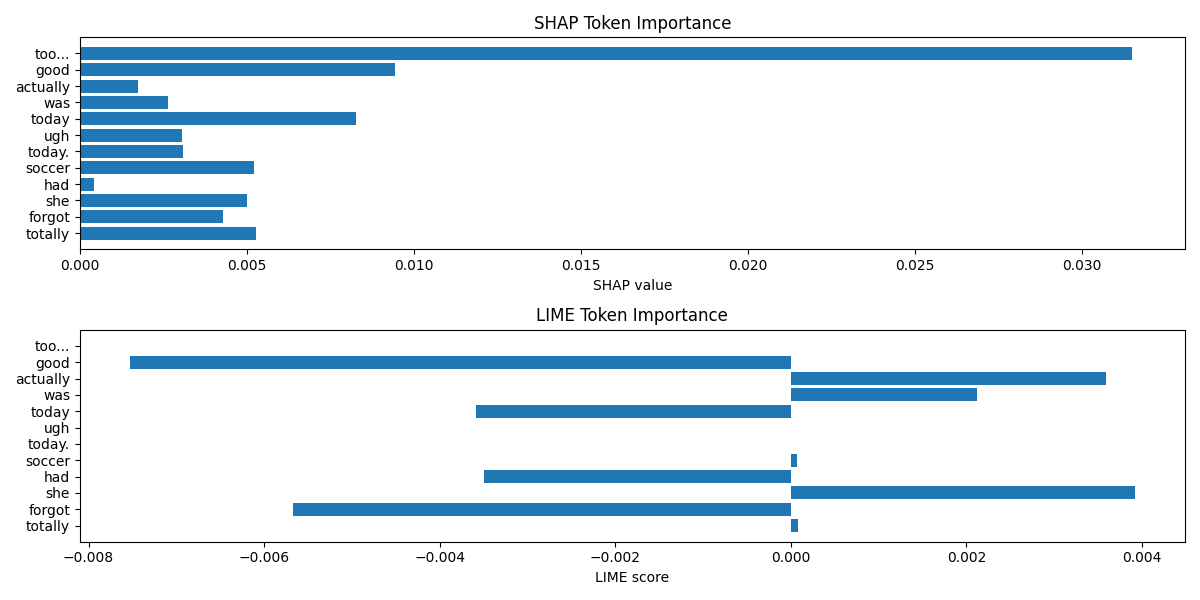 SHAP Token Importance
too...
good
actually
was
today
ugh
today.
soccer
had
she
forgot
totally
0.000 0.005 0.010 0.015 0.020 0.025 0.030
SHAP value
LIME Token Importance
too...
good
actually
was
today
ugh
today.
soccer
had
she
forgot
totally
−0.008 −0.006 −0.004 −0.002 0.000 0.002 0.004
LIME score